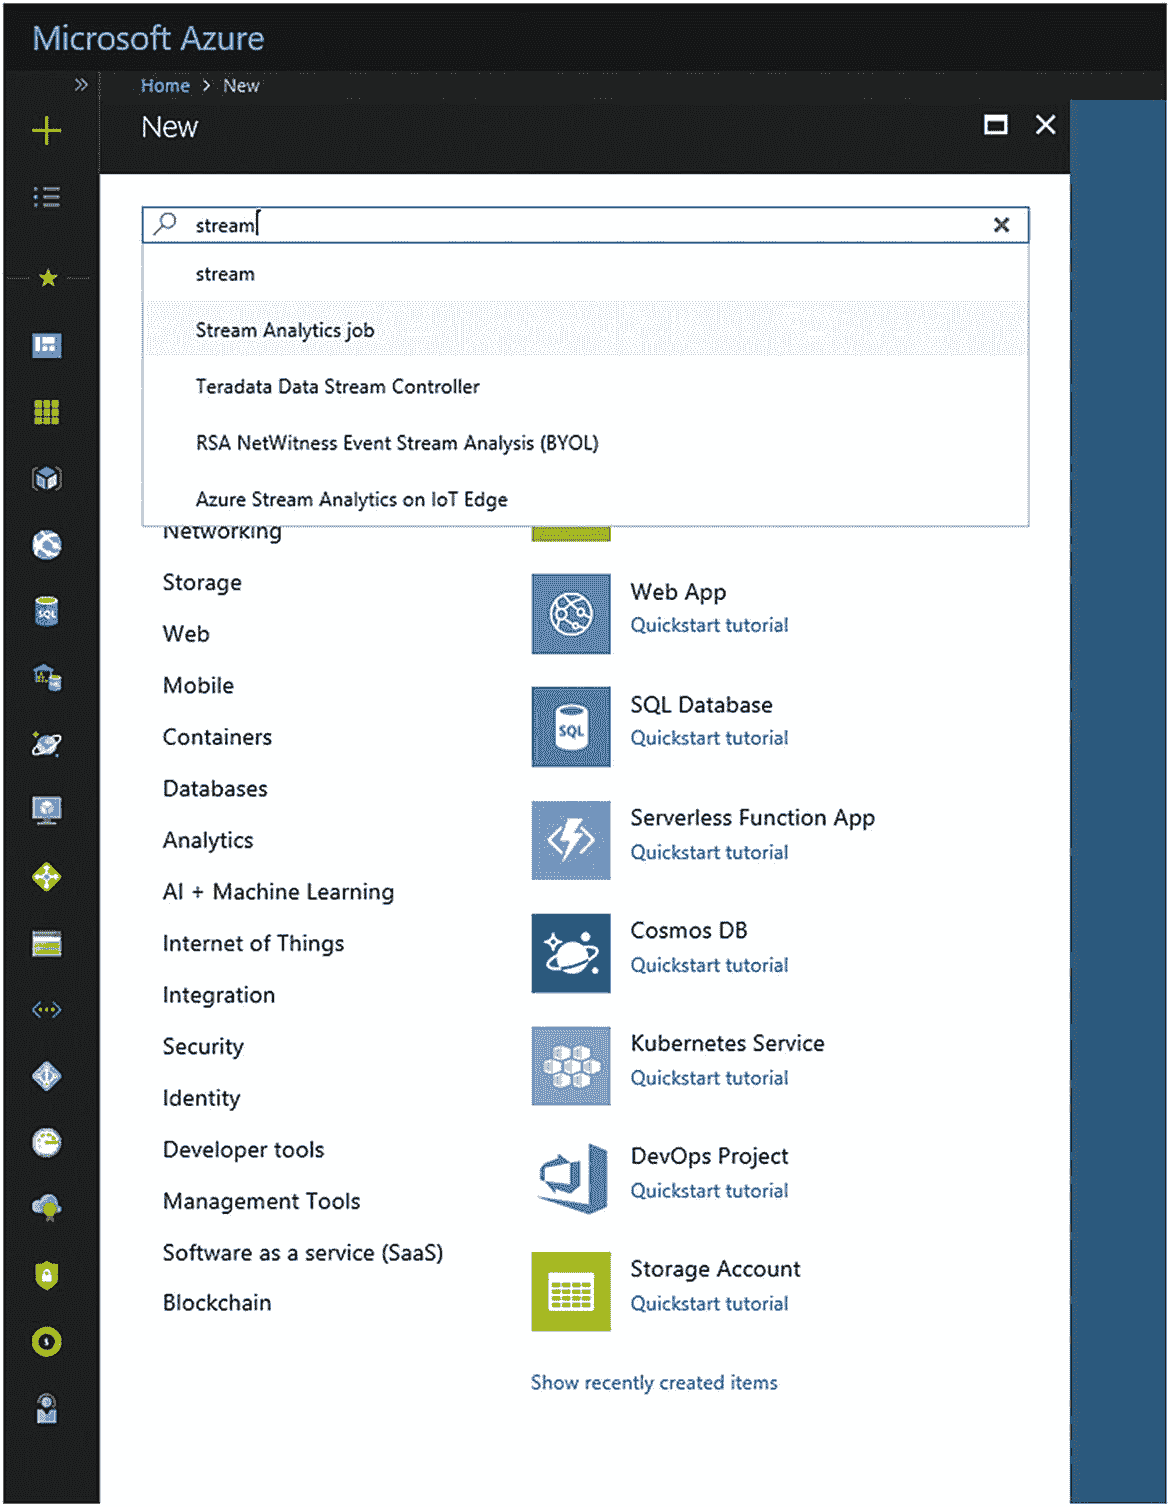 Microsoft Azure
Home > New
New
stream
stream
Stream Analytics job
Teradata Data Stream Controller
RSA NetWitness Event Stream Analysis (BYOL)
Azure Stream Analytics on IoT Edge
Networking
Storage
Web
Mobile
Containers
Databases
Analytics
AI + Machine Learning
Internet of Things
Integration
Security
Identity
Developer tools
Management Tools
Software as a service (SaaS)
Blockchain
Web App
Quickstart tutorial
SQL
SQL Database
Quickstart tutorial
Serverless Function App
Quickstart tutorial
Cosmos DB
Quickstart tutorial
Kubernetes Service
Quickstart tutorial
DevOps Project
Quickstart tutorial
Storage Account
Quickstart tutorial
Show recently created items
SQL